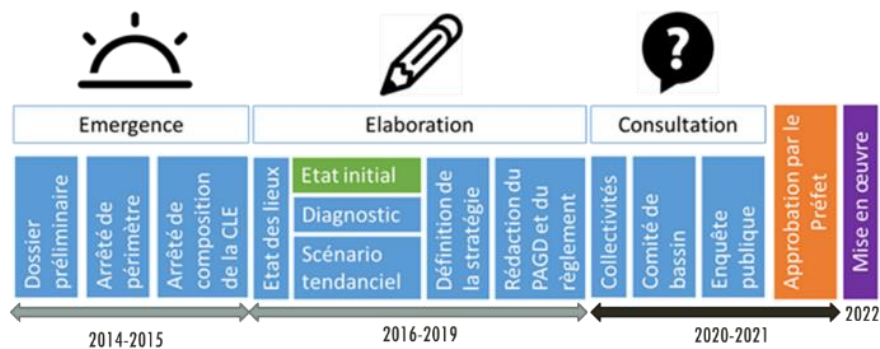 ?
Emergence
Elaboration
Consultation
Dossier
préliminaire
Arrêté de
périmètre
Arrêté de
composition
de la CLE
Etat des lieux
Etat initial
Diagnostic
Scénario
tendanciel
Définition de
la stratégie
Rédaction du
PAGD et du
règlement
Collectivités
Comité de
bassin
Enquête
publique
Approbation par le
Préfet
Mise en œuvre
2014-2015
2016-2019
2020-2021
2022